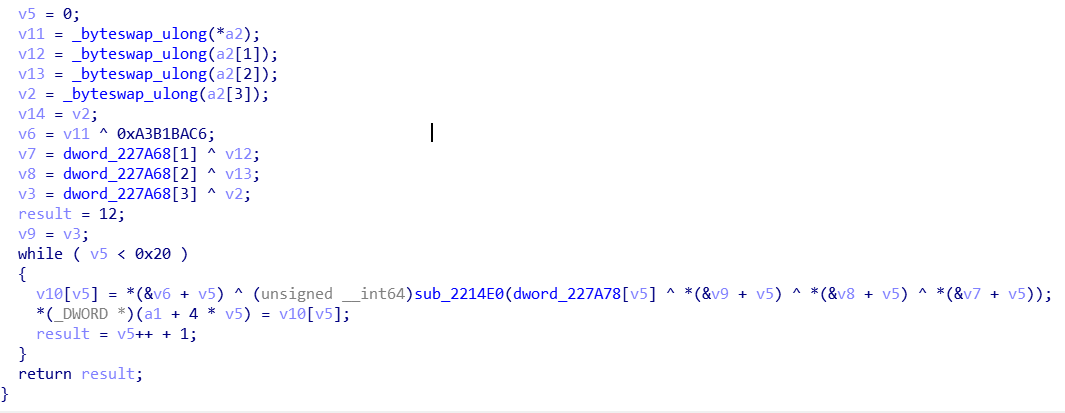 v5 = 0;
v11 = _byteswap_ulong(*a2);
v12 = _byteswap_ulong(a2[1]);
v13 = _byteswap_ulong(a2[2]);
v2 = _byteswap_ulong(a2[3]);
v14 = v2;
v6 = v11 ^ 0xA3B1BAC6;
v7 = dword_227A68[1] ^ v12;
v8 = dword_227A68[2] ^ v13;
v3 = dword_227A68[3] ^ v2;
result = 12;
v9 = v3;
while ( v5 < 0x20 )
{
v10[v5] = *(&v6 + v5) ^ (unsigned __int64)sub_2214E0(dword_227A78[v5] ^ *(&v9 + v5) ^ *(&v8 + v5) ^ *(&v7 + v5));
*(_DWORD *)(a1 + 4 * v5) = v10[v5];
result = v5++ + 1;
}
return result;
}